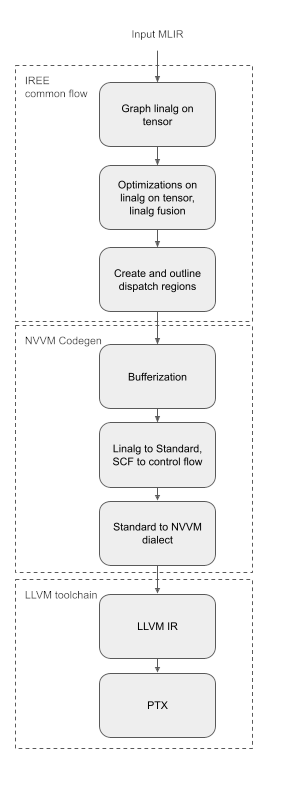 Input MLIR
IREE
common flow
Graph linalg on
tensor
Optimizations on
linalg on tensor,
linalg fusion
Create and outline
dispatch regions
NVVM Codegen
Bufferization
Linalg to Standard,
SCF to control flow
Standard to NVVM
dialect
LLVM toolchain
LLVM IR
PTX